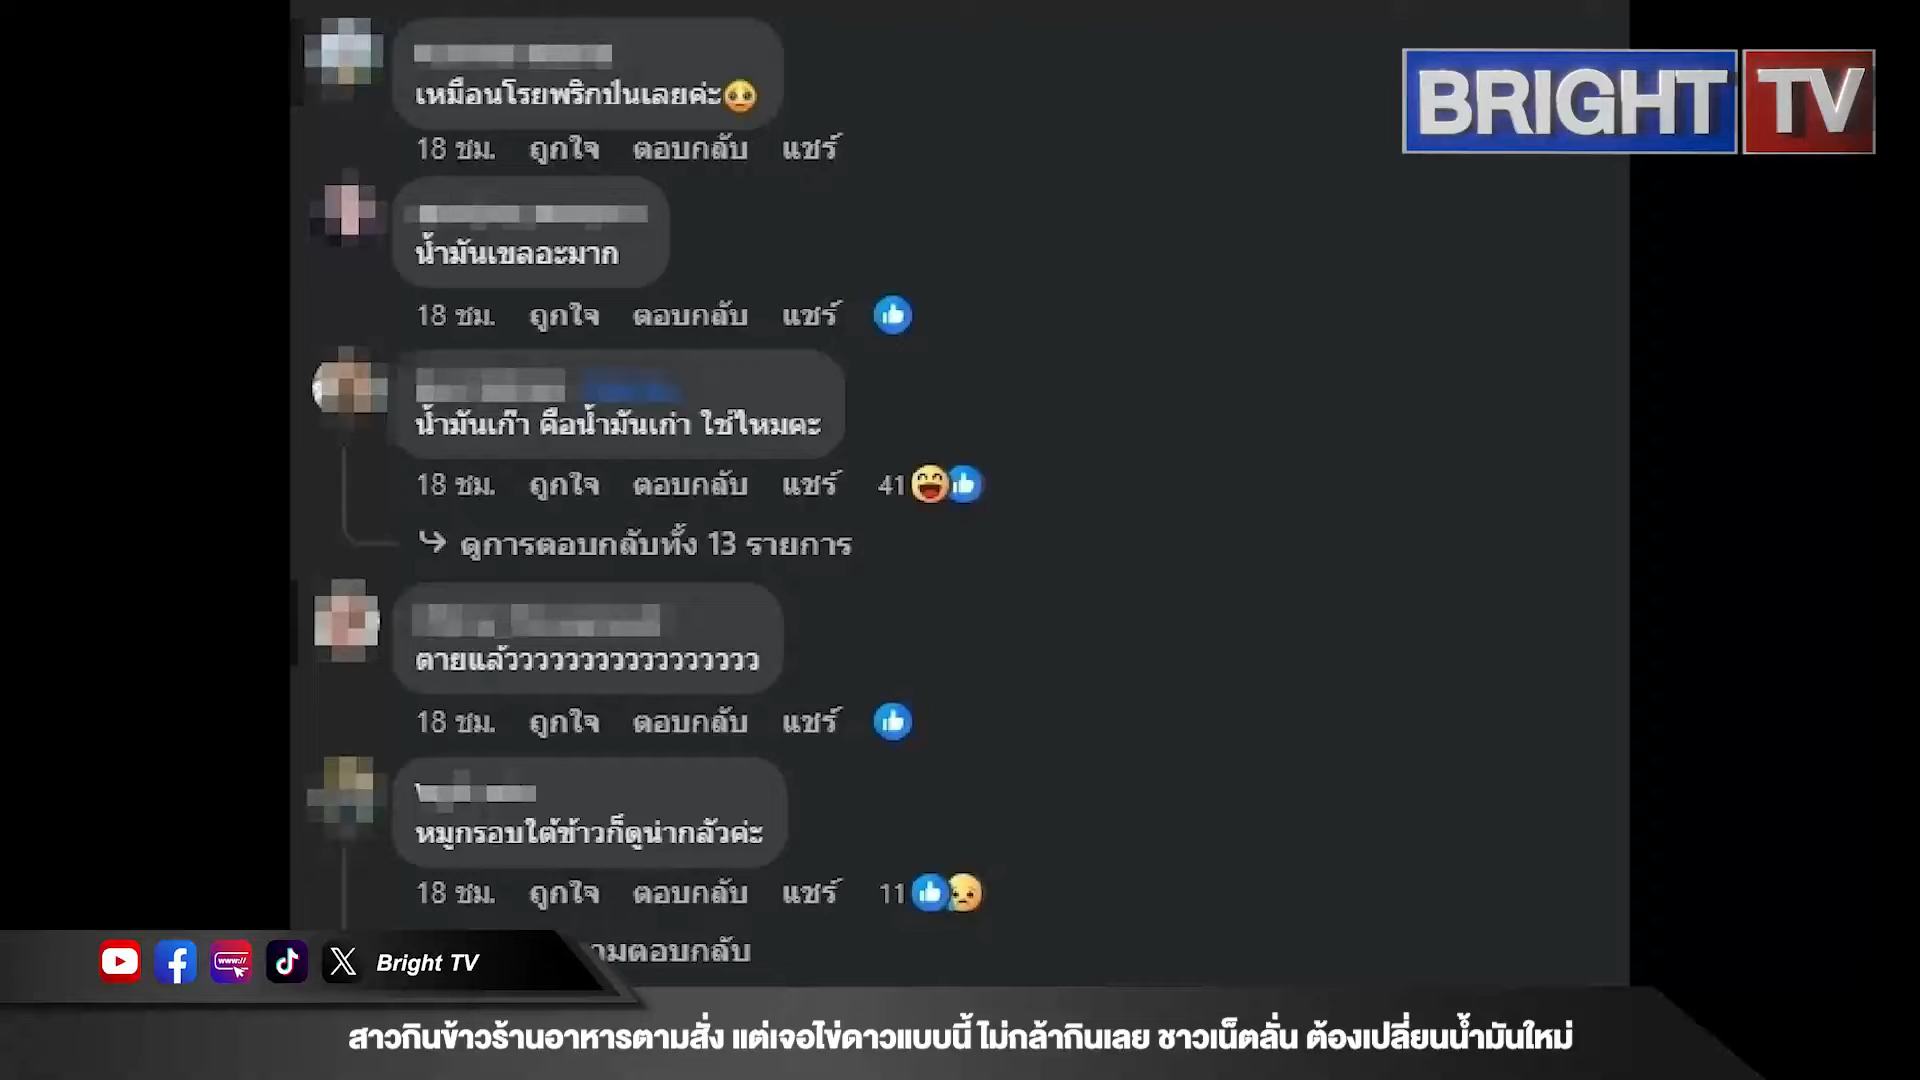 BRIGHT TV
เหมือนโรยพริกป่นเลยค่ะ🥺
18 ชม. ถูกใจ ตอบกลับ แชร์
น้ำมันเขลอะมาก
18 ชม. ถูกใจ ตอบกลับ แชร์
น้ำมันเก๊า คือน้ำมันเก่า ใช่ไหมคะ
18 ชม. ถูกใจ ตอบกลับ แชร์ 41
ดูการตอบกลับทั้ง 13 รายการ
ตายแล้วววววววววววววววววว
18 ชม. ถูกใจ ตอบกลับ แชร์
หมูกรอบใต้ข้าวก็ดูน่ากลัวค่ะ
18 ชม. ถูกใจ ตอบกลับ แชร์ 11
ตอบกลับ
www.// Bright TV
สาวกินข้าวร้านอาหารตามสั่ง แต่เจอไข่ดาวแบบนี้ ไม่กล้ากินเลย ชาวเน็ตลั่น ต้องเปลี่ยนน้ำมันใหม่